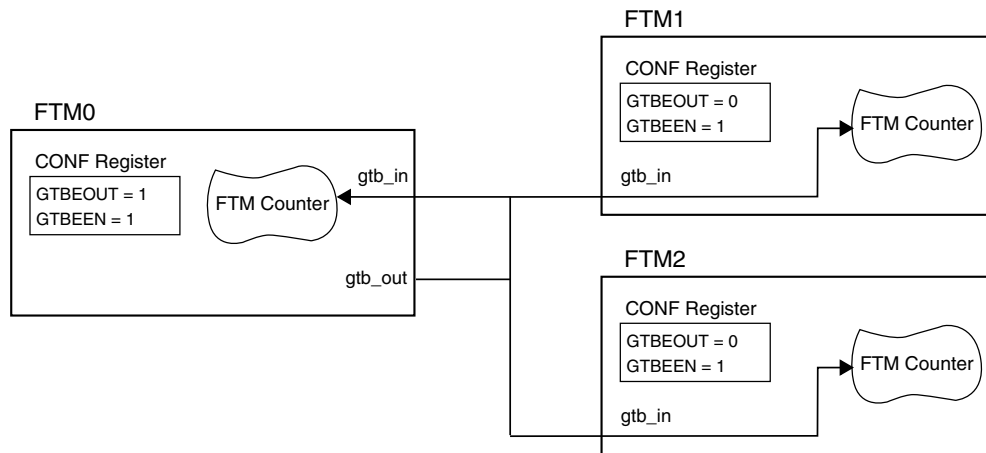 FTM0
CONF Register
GTBEOUT = 1
GTBEEN = 1
FTM Counter
gtb_in
gtb_out
FTM1
CONF Register
GTBEOUT = 0
GTBEEN = 1
FTM Counter
gtb_in
FTM2
CONF Register
GTBEOUT = 0
GTBEEN = 1
FTM Counter
gtb_in